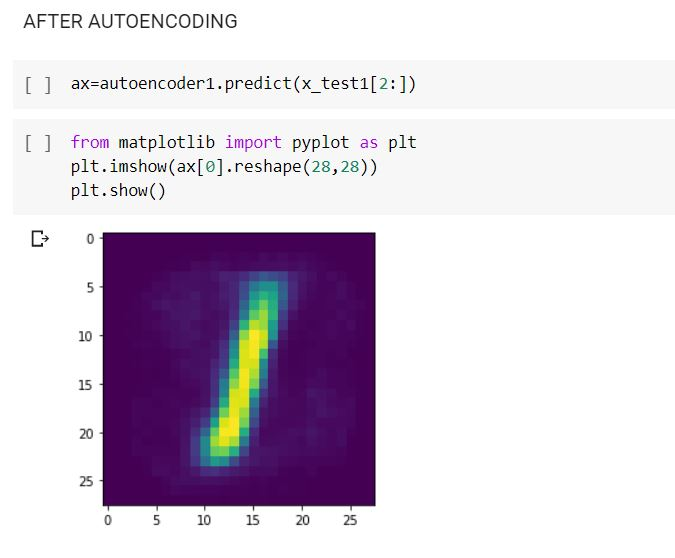 AFTER AUTOENCODING
[ ] ax=autoencoder1.predict(x_test1[2:])
[ ] from matplotlib import pyplot as plt
plt.imshow(ax[0].reshape(28,28))
plt.show()
0
5
10
15
20
25
0 5 10 15 20 25